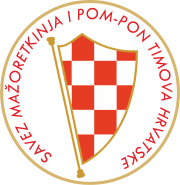 SAVEZ MAŽORETKINJA I POM-PON TIMOVA HRVATSKE